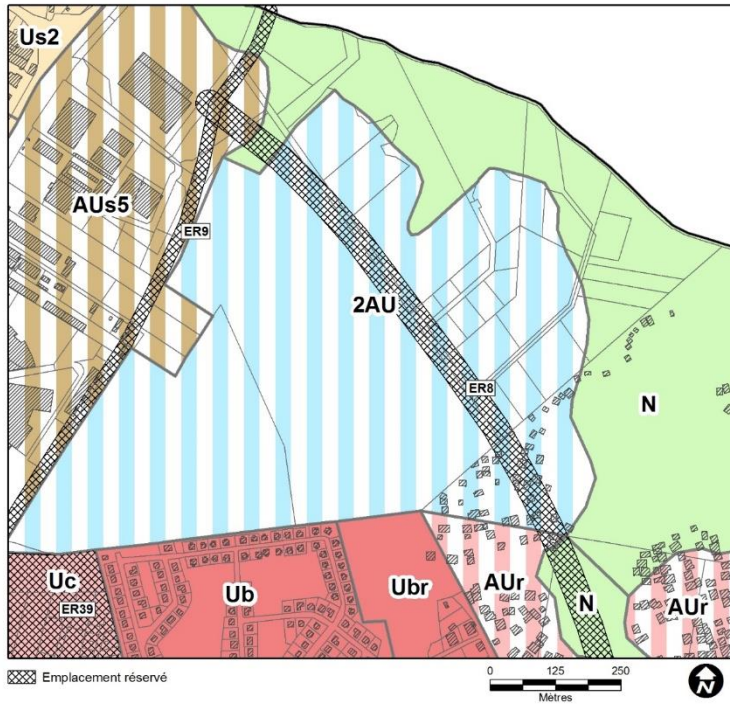 Us2
AUs5
ER9
2AU
ER8
N
Uc
ER39
Ub
Ubr
AUr
N
AUr
Emplacement réservé
0 125 250
Mètres
N